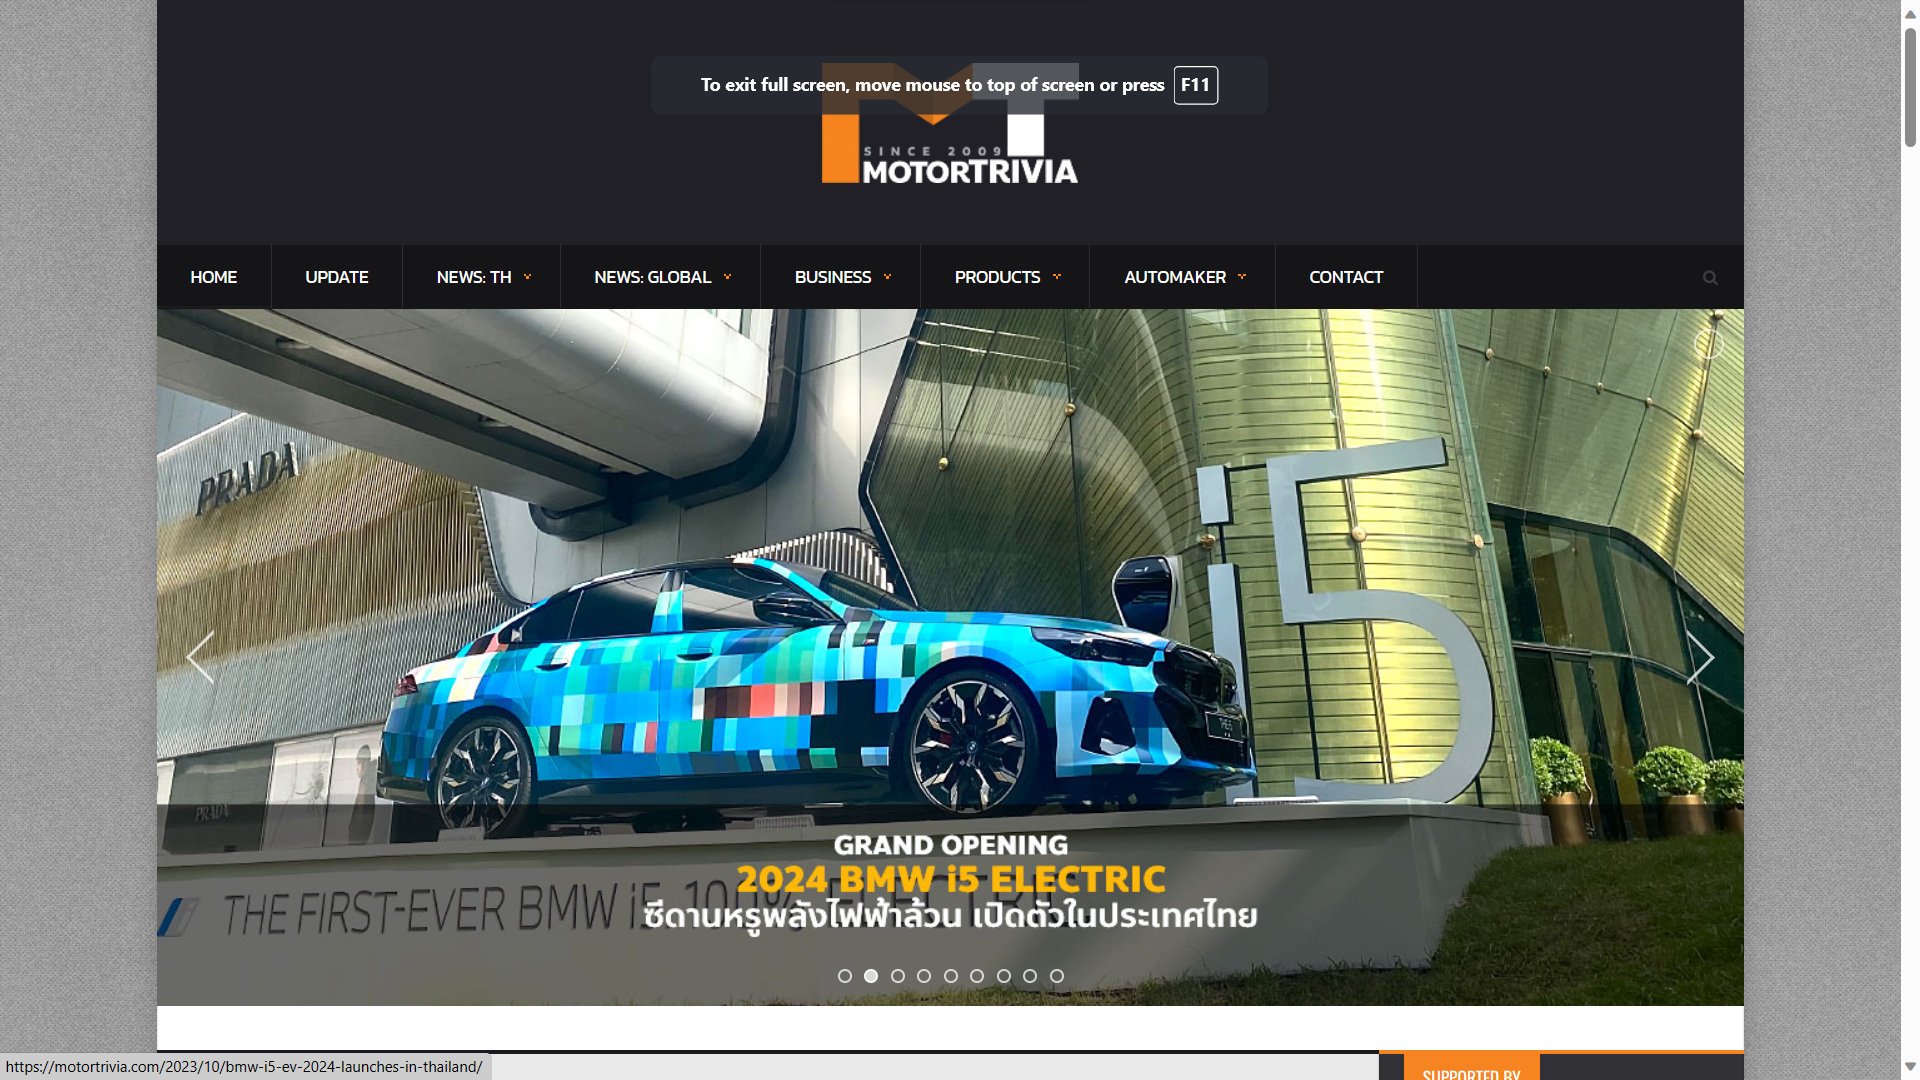 To exit full screen, move mouse to top of screen or press F11
SINCE 2009
MOTORTRIVIA
HOME UPDATE NEWS: TH NEWS: GLOBAL BUSINESS PRODUCTS AUTOMAKER CONTACT
PRADA
i5
PRADA
GRAND OPENING
2024 BMW i5 ELECTRIC
THE FIRST-EVER BMW i5. 100% ELECTRIC
ซีดานหรูพลังไฟฟ้าล้วน เปิดตัวในประเทศไทย
https://motortrivia.com/2023/10/bmw-i5-ev-2024-launches-in-thailand/
SUPPORTED BY